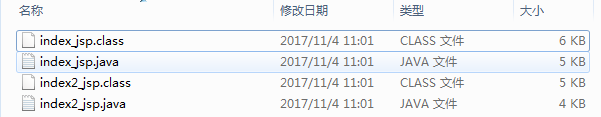 名称 修改日期 类型 大小
index_jsp.class 2017/11/4 11:01 CLASS 文件 6 KB
index_jsp.java 2017/11/4 11:01 JAVA 文件 5 KB
index2_jsp.class 2017/11/4 11:01 CLASS 文件 5 KB
index2_jsp.java 2017/11/4 11:01 JAVA 文件 4 KB